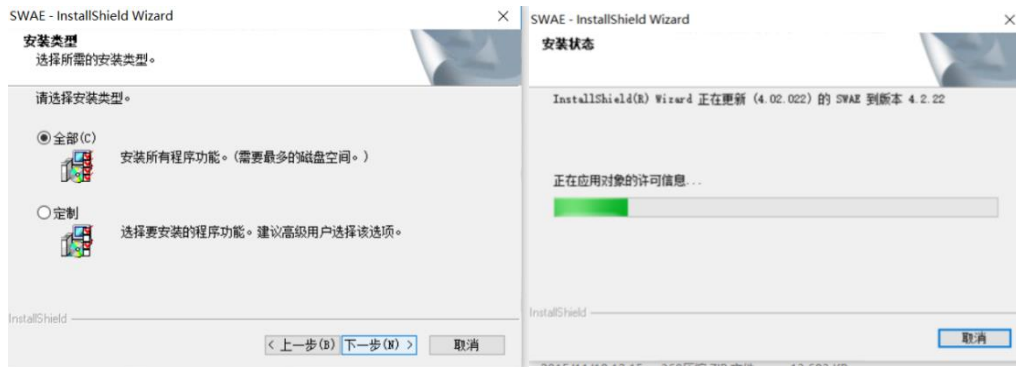 SWAE - InstallShield Wizard
安装类型
选择所需的安装类型。
请选择安装类型。
全部(C)
安装所有程序功能。(需要最多的磁盘空间。)
定制
选择要安装的程序功能。建议高级用户选择该选项。
InstallShield
< 上一步(B)
下一步(N) >
取消
SWAE - InstallShield Wizard
安装状态
InstallShield(R) Wizard 正在更新 (4.02.022) 的 SWAE 到版本 4.2.22
正在应用对象的许可信息...
InstallShield
取消